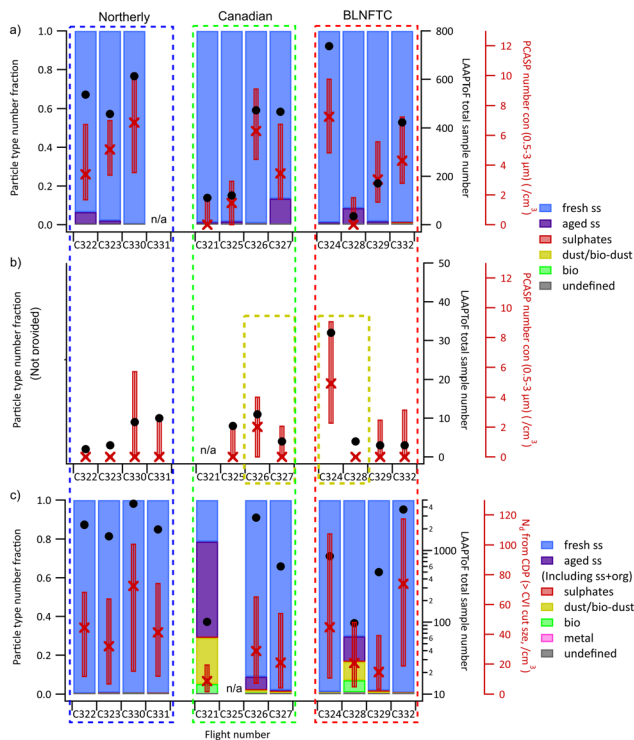 Northerly
Canadian
BLNFTC
a)
Particle type number fraction
1.0
0.8
0.6
0.4
0.2
0.0
n/a
800
600
400
200
0
LAAPToF total sample number
12
10
8
6
4
2
0
PCASP number con (0.5-3 μm) ( /cm³)
C322 C323 C330 C331
C321 C325 C326 C327
C324 C328 C329 C332
fresh ss
aged ss
sulphates
dust/bio-dust
bio
undefined
b)
Particle type number fraction
(Not provided)
n/a
50
40
30
20
10
0
LAAPToF total sample number
12
10
8
6
4
2
0
PCASP number con (0.5-3 μm) ( /cm³)
C322 C323 C330 C331
C321 C325 C326 C327
C324 C328 C329 C332
c)
Particle type number fraction
1.0
0.8
0.6
0.4
0.2
0.0
n/a
4
2
1000
6
4
2
100
6
4
2
10
LAAPToF total sample number
120
100
80
60
40
20
0
Nd from CDP (> CVI cut size, /cm³)
C322 C323 C330 C331
C321 C325 C326 C327
C324 C328 C329 C332
Flight number
fresh ss
aged ss
(Including ss+org)
sulphates
dust/bio-dust
bio
metal
undefined